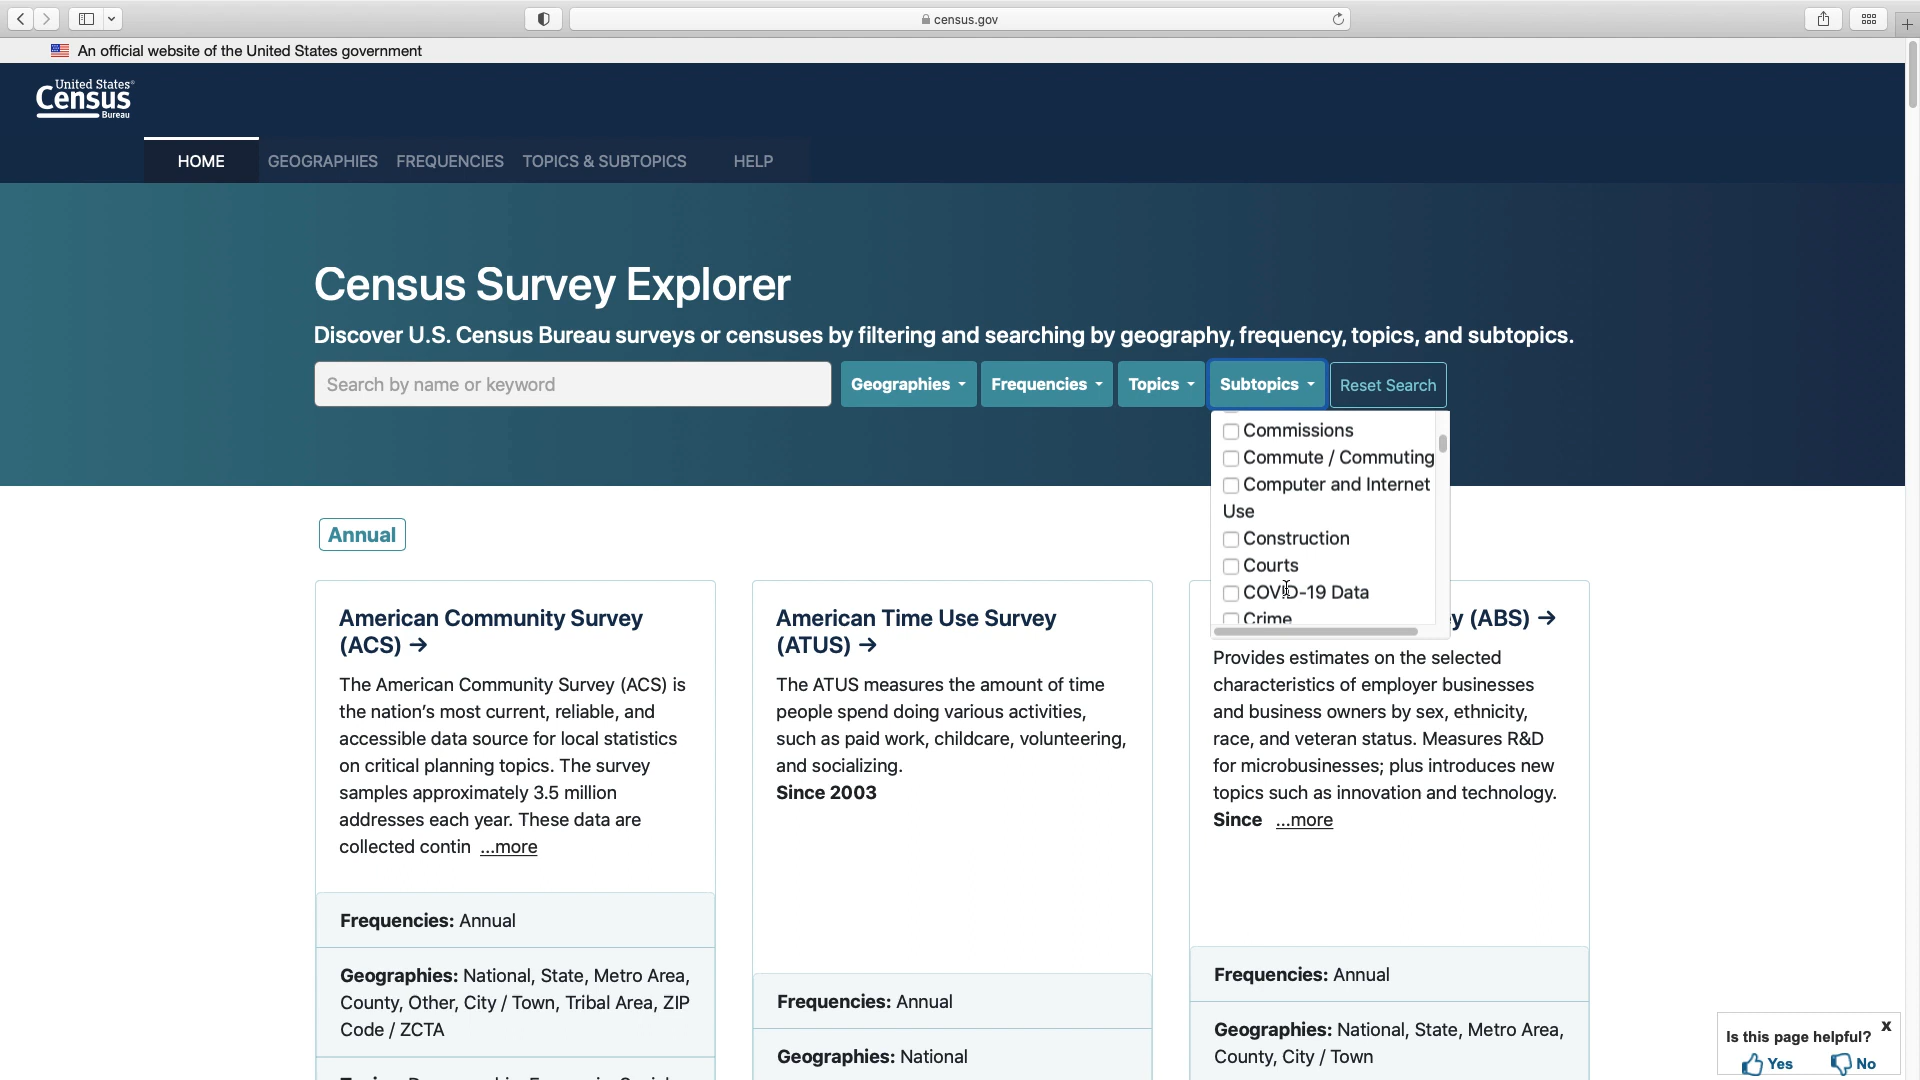 census.gov
An official website of the United States government
United States®
Census
Bureau
HOME GEOGRAPHIES FREQUENCIES TOPICS & SUBTOPICS HELP
Census Survey Explorer
Discover U.S. Census Bureau surveys or censuses by filtering and searching by geography, frequency, topics, and subtopics.
Search by name or keyword Geographies Frequencies Topics Subtopics Reset Search
Commissions
Commute / Commuting
Computer and Internet
Use
Construction
Courts
COVID-19 Data
Crime
Annual
American Community Survey
(ACS) →
The American Community Survey (ACS) is
the nation's most current, reliable, and
accessible data source for local statistics
on critical planning topics. The survey
samples approximately 3.5 million
addresses each year. These data are
collected contin ...more
Frequencies: Annual
Geographies: National, State, Metro Area,
County, Other, City / Town, Tribal Area, ZIP
Code / ZCTA
American Time Use Survey
(ATUS) →
The ATUS measures the amount of time
people spend doing various activities,
such as paid work, childcare, volunteering,
and socializing.
Since 2003
Frequencies: Annual
Geographies: National
y (ABS) →
Provides estimates on the selected
characteristics of employer businesses
and business owners by sex, ethnicity,
race, and veteran status. Measures R&D
for microbusinesses; plus introduces new
topics such as innovation and technology.
Since ...more
Frequencies: Annual
Geographies: National, State, Metro Area,
County, City / Town
Is this page helpful? X
Yes No